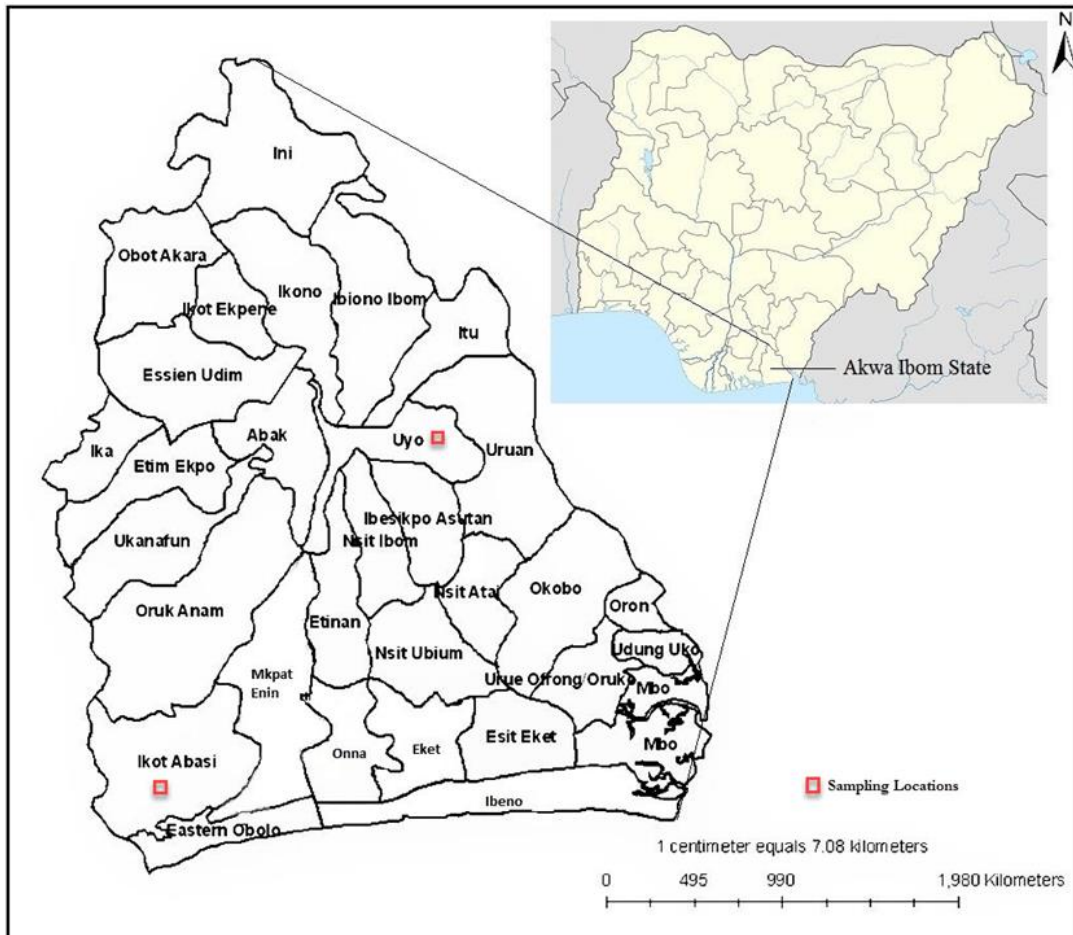 N
Ini
Obot Akara
Ikot Ekpene
Ikono
Ibiono Ibom
Itu
Akwa Ibom State
Essien Udim
Ika
Etim Ekpo
Abak
Uyo
Uruan
Ukanafun
Ibesikpo Asutan
Nsit Ibom
Oruk Anam
Etinan
Nsit Atai
Okobo
Oron
Udung Uko
Nsit Ubium
Urue Offong/Oruko
Mbo
Mkpat
Enin
Ikot Abasi
Onna
Eket
Esit Eket
Mbo
Ibeno
Eastern Obolo
Sampling Locations
1 centimeter equals 7.08 kilometers
0 495 990 1,980 Kilometers